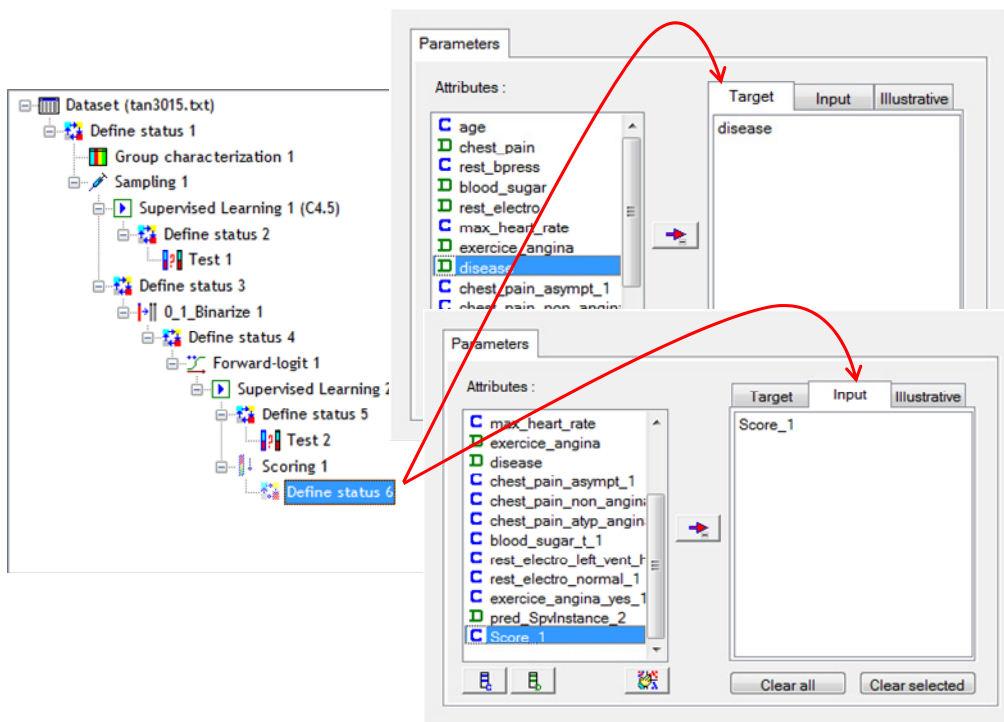 Dataset (tan3015.txt)
Define status 1
Group characterization 1
Sampling 1
Supervised Learning 1 (C4.5)
Define status 2
Test 1
Define status 3
0_1_Binarize 1
Define status 4
Forward-logit 1
Supervised Learning 2
Define status 5
Test 2
Scoring 1
Define status 6
Parameters
Attributes :
C age
D chest_pain
C rest_bpress
D blood_sugar
D rest_electro
C max_heart_rate
D exercice_angina
D disease
C chest_pain_asympt_1
C chest_pain_non_angin
Target Input Illustrative
disease
Parameters
Attributes :
C max_heart_rate
D exercice_angina
D disease
C chest_pain_asympt_1
C chest_pain_non_angin
C chest_pain_atyp_angin
C blood_sugar_t_1
C rest_electro_left_vent_h
C rest_electro_normal_1
C exercice_angina_yes_1
D pred_SpvInstance_2
C Score_1
Target Input Illustrative
Score_1
Clear all Clear selected